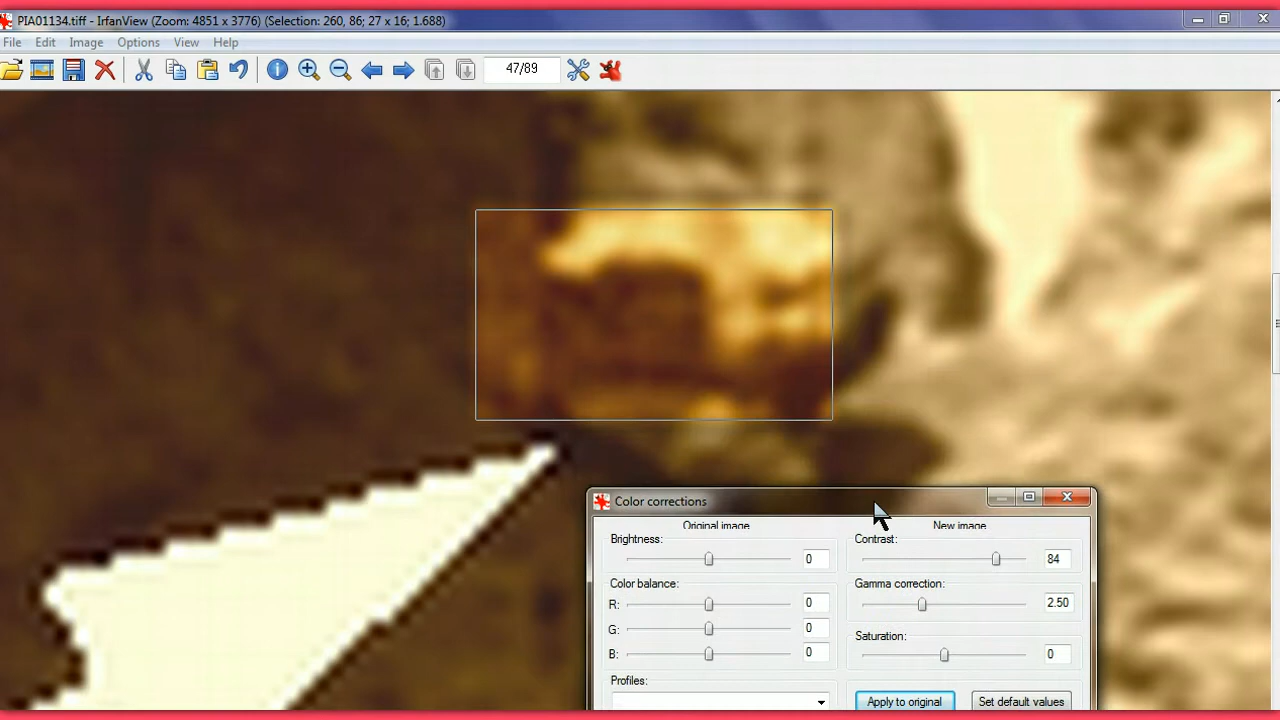 PIA01134.tiff - IrfanView (Zoom: 4851 x 3776) (Selection: 260, 86; 27 x 16; 1.688)
File Edit Image Options View Help
47/89
Color corrections
Original image New image
Brightness: 0 Contrast: 84
Color balance: Gamma correction:
R: 0 2.50
G: 0 Saturation:
B: 0 0
Profiles:
Apply to original Set default values